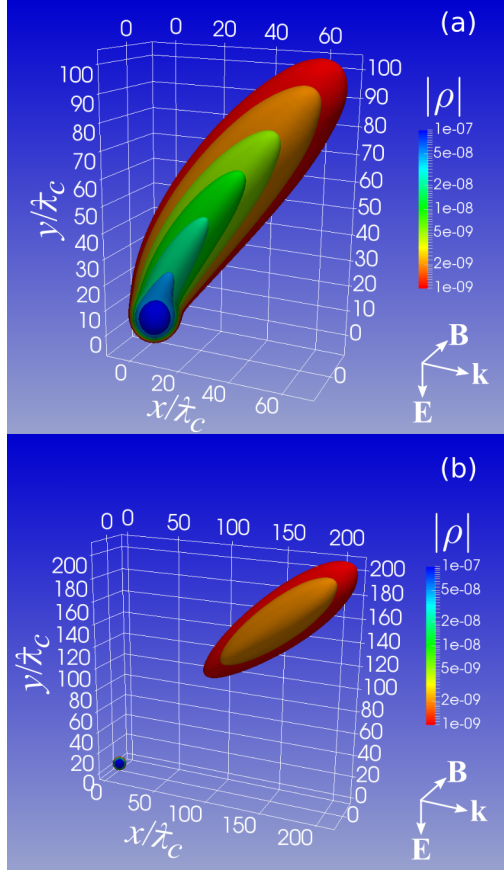 (a)
0 0 20 40 60
100 100
90 90
80 80
70 70
60 60
50 50
40 40
30 30
20 20
10 10
0 0
y/ƛc
0 20 40 60 0
x/ƛc
|ρ|
1e-07
5e-08
2e-08
1e-08
5e-09
2e-09
1e-09
B
k
E
(b)
0 0 50 100 150 200
200 200
180 180
160 160
140 140
120 120
100 100
80 80
60 60
40 40
20 20
0 0
y/ƛc
0 50 100 150 200 0
x/ƛc
|ρ|
1e-07
5e-08
2e-08
1e-08
5e-09
2e-09
1e-09
B
k
E